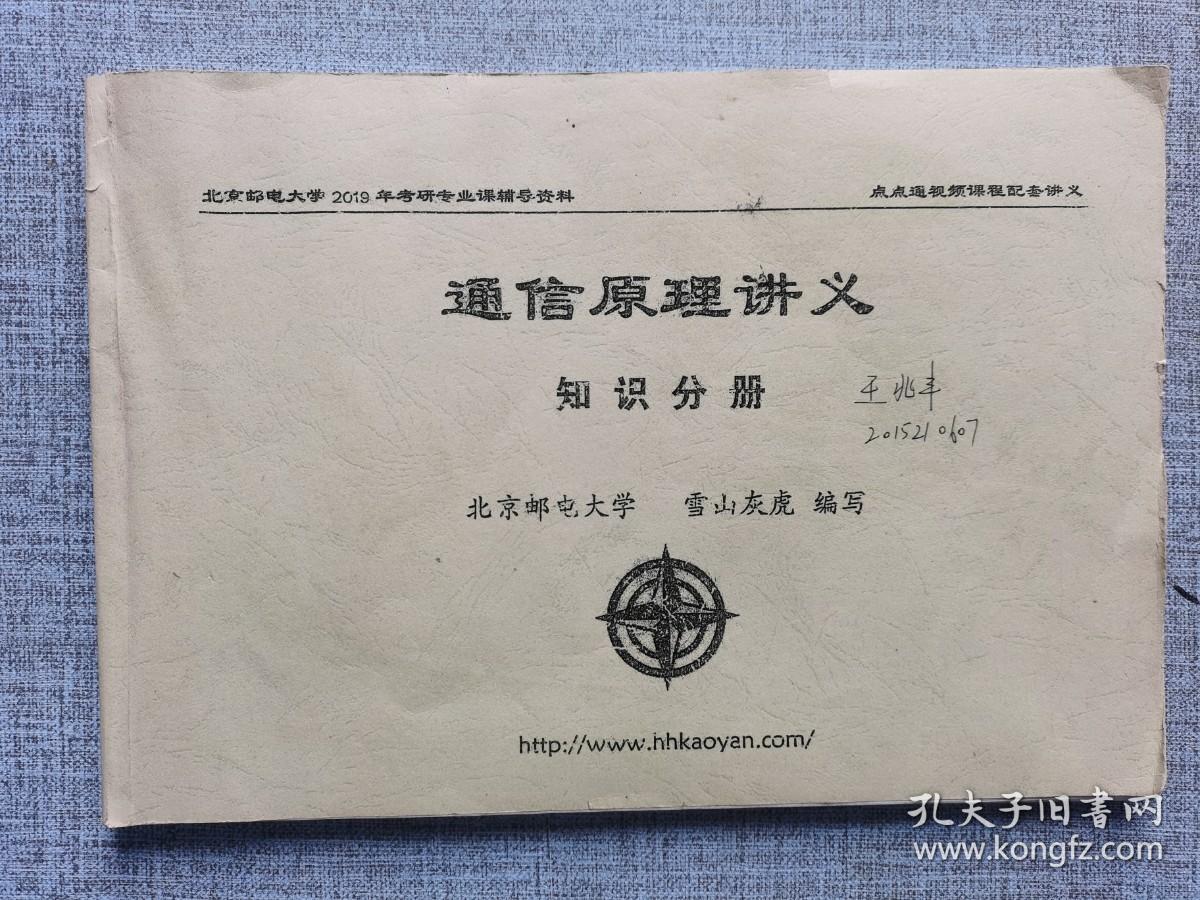 北京邮电大学 2019 年考研专业课辅导资料
点点通视频课程配套讲义
通信原理讲义
知识分册
王兆丰
2015210607
北京邮电大学 雪山灰虎 编写
http://www.hhkaoyan.com/
孔夫子旧書网
www.kongfz.com